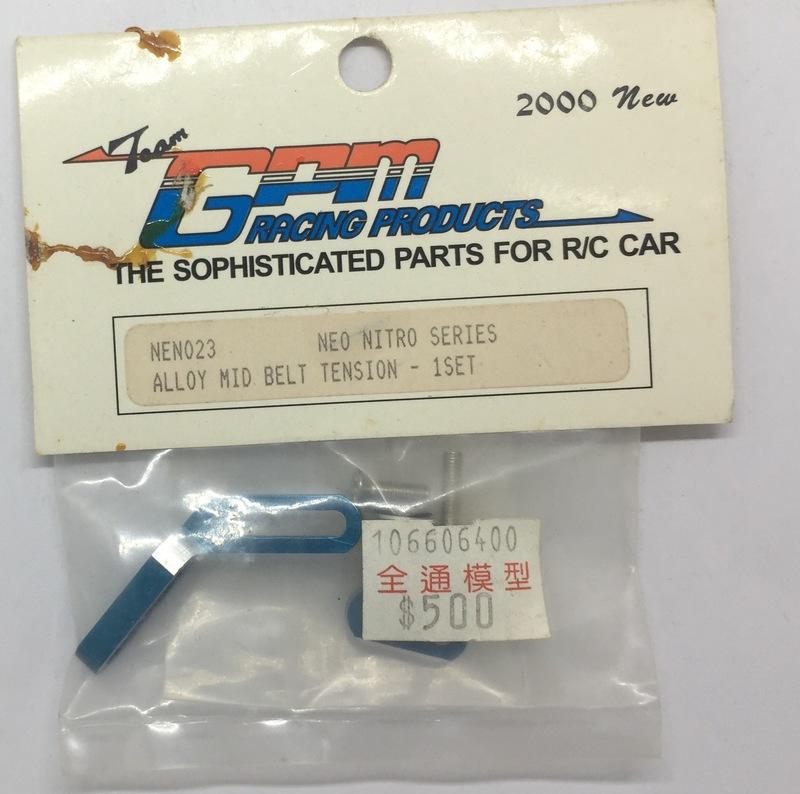 2000 New
Team
GPM
RACING PRODUCTS
THE SOPHISTICATED PARTS FOR R/C CAR
NEN023 NEO NITRO SERIES
ALLOY MID BELT TENSION - 1SET
106606400
全通模型
$500